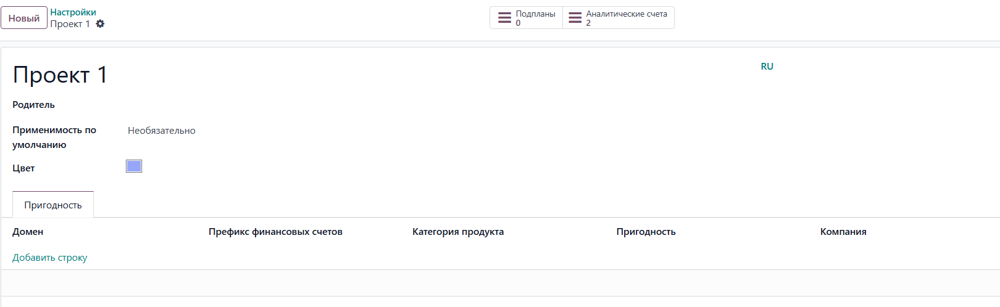 Новый
Настройки
Проект 1
Подпланы
0
Аналитические счета
2
Проект 1
RU
Родитель
Применимость по
умолчанию
Необязательно
Цвет
Пригодность
Домен Префикс финансовых счетов Категория продукта Пригодность Компания
Добавить строку